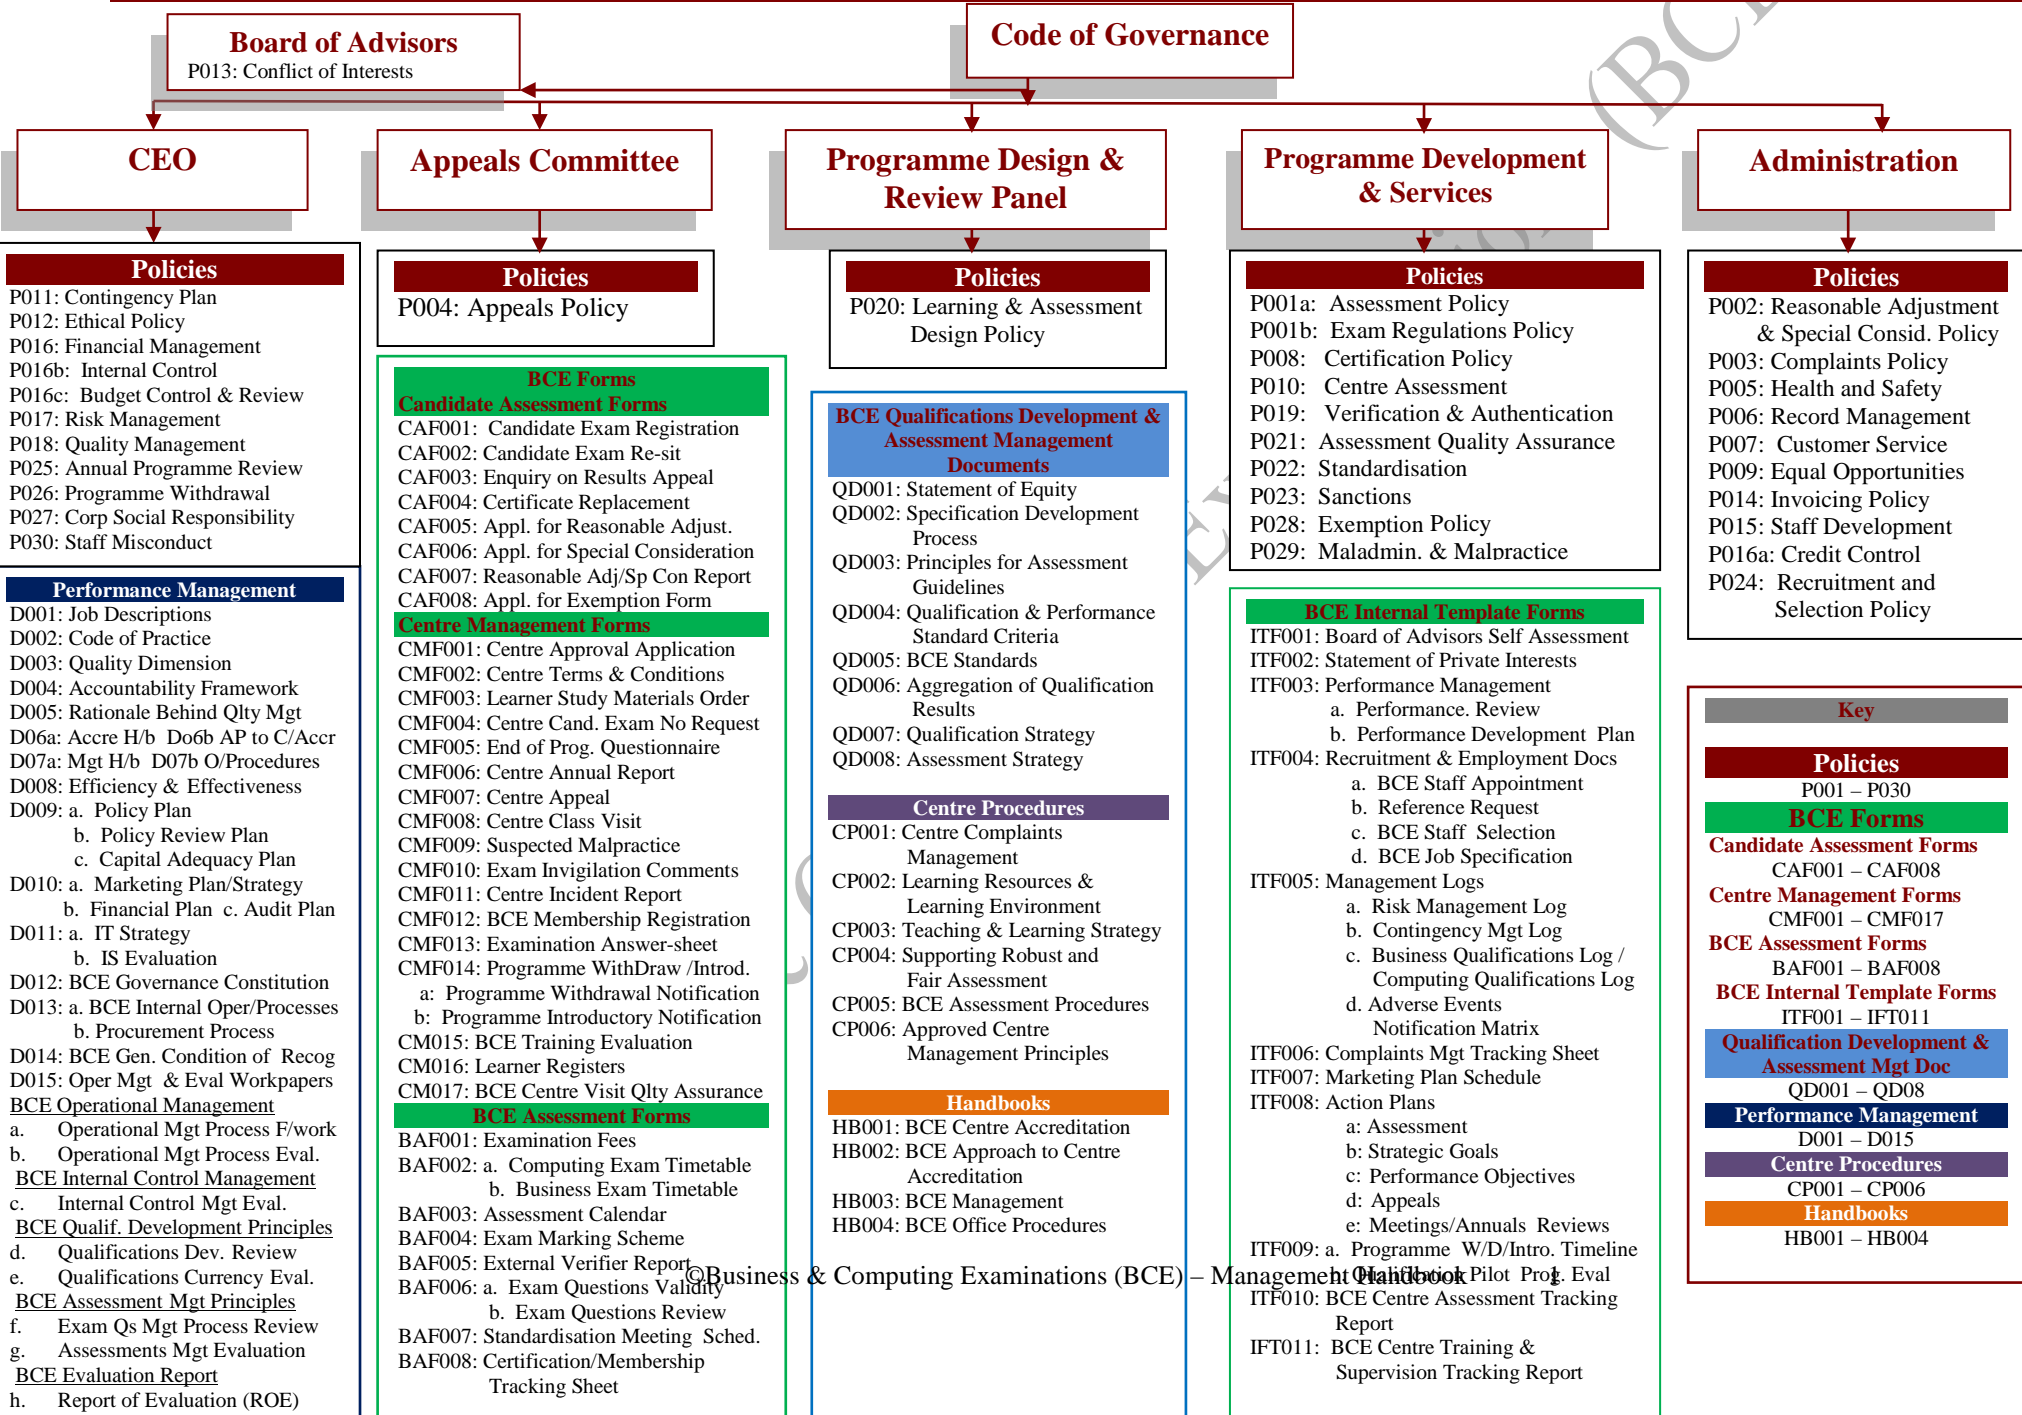 Board of Advisors
P013: Conflict of Interests
Code of Governance
CEO
Appeals Committee
Programme Design &
Review Panel
Programme Development
& Services
Administration
Policies
P011: Contingency Plan
P012: Ethical Policy
P016: Financial Management
P016b: Internal Control
P016c: Budget Control & Review
P017: Risk Management
P018: Quality Management
P025: Annual Programme Review
P026: Programme Withdrawal
P027: Corp Social Responsibility
P030: Staff Misconduct
Performance Management
D001: Job Descriptions
D002: Code of Practice
D003: Quality Dimension
D004: Accountability Framework
D005: Rationale Behind Qlty Mgt
D06a: Accre H/b Do6b AP to C/Accr
D07a: Mgt H/b D07b O/Procedures
D008: Efficiency & Effectiveness
D009: a. Policy Plan
b. Policy Review Plan
c. Capital Adequacy Plan
D010: a. Marketing Plan/Strategy
b. Financial Plan c. Audit Plan
D011: a. IT Strategy
b. IS Evaluation
D012: BCE Governance Constitution
D013: a. BCE Internal Oper/Processes
b. Procurement Process
D014: BCE Gen. Condition of Recog
D015: Oper Mgt & Eval Workpapers
BCE Operational Management
a. Operational Mgt Process F/work
b. Operational Mgt Process Eval.
BCE Internal Control Management
c. Internal Control Mgt Eval.
BCE Qualif. Development Principles
d. Qualifications Dev. Review
e. Qualifications Currency Eval.
BCE Assessment Mgt Principles
f. Exam Qs Mgt Process Review
g. Assessments Mgt Evaluation
BCE Evaluation Report
h. Report of Evaluation (ROE)
Policies
P004: Appeals Policy
BCE Forms
Candidate Assessment Forms
CAF001: Candidate Exam Registration
CAF002: Candidate Exam Re-sit
CAF003: Enquiry on Results Appeal
CAF004: Certificate Replacement
CAF005: Appl. for Reasonable Adjust.
CAF006: Appl. for Special Consideration
CAF007: Reasonable Adj/Sp Con Report
CAF008: Appl. for Exemption Form
Centre Management Forms
CMF001: Centre Approval Application
CMF002: Centre Terms & Conditions
CMF003: Learner Study Materials Order
CMF004: Centre Cand. Exam No Request
CMF005: End of Prog. Questionnaire
CMF006: Centre Annual Report
CMF007: Centre Appeal
CMF008: Centre Class Visit
CMF009: Suspected Malpractice
CMF010: Exam Invigilation Comments
CMF011: Centre Incident Report
CMF012: BCE Membership Registration
CMF013: Examination Answer-sheet
CMF014: Programme WithDraw /Introd.
a: Programme Withdrawal Notification
b: Programme Introductory Notification
CM015: BCE Training Evaluation
CM016: Learner Registers
CM017: BCE Centre Visit Qlty Assurance
BCE Assessment Forms
BAF001: Examination Fees
BAF002: a. Computing Exam Timetable
b. Business Exam Timetable
BAF003: Assessment Calendar
BAF004: Exam Marking Scheme
BAF005: External Verifier Report
BAF006: a. Exam Questions Validity
b. Exam Questions Review
BAF007: Standardisation Meeting Sched.
BAF008: Certification/Membership
Tracking Sheet
Policies
P020: Learning & Assessment
Design Policy
BCE Qualifications Development &
Assessment Management
Documents
QD001: Statement of Equity
QD002: Specification Development
Process
QD003: Principles for Assessment
Guidelines
QD004: Qualification & Performance
Standard Criteria
QD005: BCE Standards
QD006: Aggregation of Qualification
Results
QD007: Qualification Strategy
QD008: Assessment Strategy
Centre Procedures
CP001: Centre Complaints
Management
CP002: Learning Resources &
Learning Environment
CP003: Teaching & Learning Strategy
CP004: Supporting Robust and
Fair Assessment
CP005: BCE Assessment Procedures
CP006: Approved Centre
Management Principles
Handbooks
HB001: BCE Centre Accreditation
HB002: BCE Approach to Centre
Accreditation
HB003: BCE Management
HB004: BCE Office Procedures
Policies
P001a: Assessment Policy
P001b: Exam Regulations Policy
P008: Certification Policy
P010: Centre Assessment
P019: Verification & Authentication
P021: Assessment Quality Assurance
P022: Standardisation
P023: Sanctions
P028: Exemption Policy
P029: Maladmin. & Malpractice
BCE Internal Template Forms
ITF001: Board of Advisors Self Assessment
ITF002: Statement of Private Interests
ITF003: Performance Management
a. Performance. Review
b. Performance Development Plan
ITF004: Recruitment & Employment Docs
a. BCE Staff Appointment
b. Reference Request
c. BCE Staff Selection
d. BCE Job Specification
ITF005: Management Logs
a. Risk Management Log
b. Contingency Mgt Log
c. Business Qualifications Log /
Computing Qualifications Log
d. Adverse Events
Notification Matrix
ITF006: Complaints Mgt Tracking Sheet
ITF007: Marketing Plan Schedule
ITF008: Action Plans
a: Assessment
b: Strategic Goals
c: Performance Objectives
d: Appeals
e: Meetings/Annuals Reviews
ITF009: a. Programme W/D/Intro. Timeline
b. Qualification Pilot Prog. Eval
ITF010: BCE Centre Assessment Tracking
Report
IFT011: BCE Centre Training &
Supervision Tracking Report
Policies
P002: Reasonable Adjustment
& Special Consid. Policy
P003: Complaints Policy
P005: Health and Safety
P006: Record Management
P007: Customer Service
P009: Equal Opportunities
P014: Invoicing Policy
P015: Staff Development
P016a: Credit Control
P024: Recruitment and
Selection Policy
Key
Policies
P001 – P030
BCE Forms
Candidate Assessment Forms
CAF001 – CAF008
Centre Management Forms
CMF001 – CMF017
BCE Assessment Forms
BAF001 – BAF008
BCE Internal Template Forms
ITF001 – IFT011
Qualification Development &
Assessment Mgt Doc
QD001 – QD08
Performance Management
D001 – D015
Centre Procedures
CP001 – CP006
Handbooks
HB001 – HB004
©Business & Computing Examinations (BCE) – Management Handbook 1